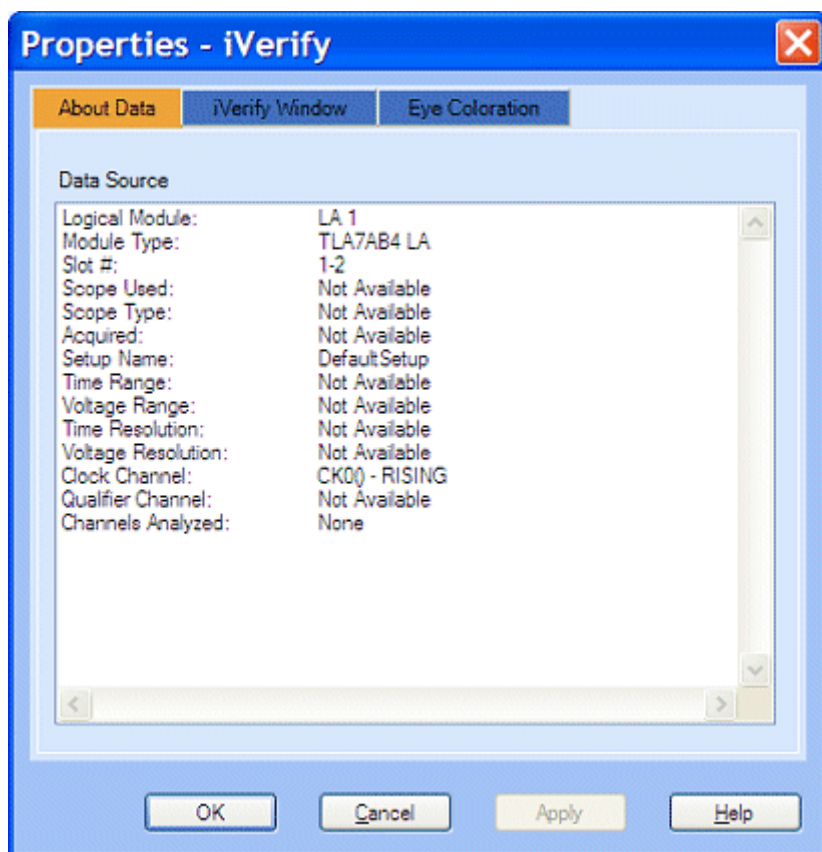 Properties - iVerify
About Data iVerify Window Eye Coloration
Data Source
Logical Module: LA 1
Module Type: TLA7AB4 LA
Slot #: 1-2
Scope Used: Not Available
Scope Type: Not Available
Acquired: Not Available
Setup Name: DefaultSetup
Time Range: Not Available
Voltage Range: Not Available
Time Resolution: Not Available
Voltage Resolution: Not Available
Clock Channel: CK0() - RISING
Qualifier Channel: Not Available
Channels Analyzed: None
OK Cancel Apply Help